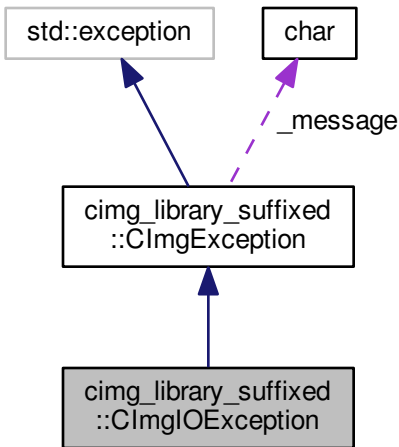 std::exception
char
_message
cimg_library_suffixed
::CImgException
cimg_library_suffixed
::CImgIOException